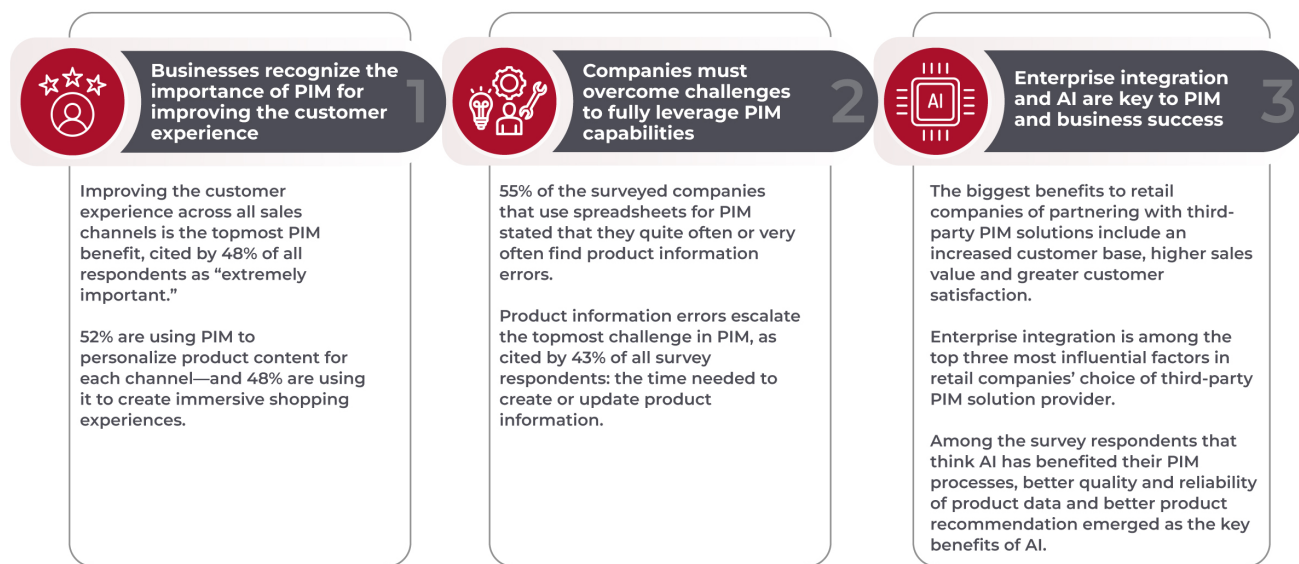 Businesses recognize the
importance of PIM for
improving the customer
experience
1
Improving the customer
experience across all sales
channels is the topmost PIM
benefit, cited by 48% of all
respondents as “extremely
important.”
52% are using PIM to
personalize product content for
each channel—and 48% are using
it to create immersive shopping
experiences.
Companies must
overcome challenges
to fully leverage PIM
capabilities
2
55% of the surveyed companies
that use spreadsheets for PIM
stated that they quite often or very
often find product information
errors.
Product information errors escalate
the topmost challenge in PIM, as
cited by 43% of all survey
respondents: the time needed to
create or update product
information.
AI
Enterprise integration
and AI are key to PIM
and business success
3
The biggest benefits to retail
companies of partnering with third-
party PIM solutions include an
increased customer base, higher sales
value and greater customer
satisfaction.
Enterprise integration is among the
top three most influential factors in
retail companies’ choice of third-party
PIM solution provider.
Among the survey respondents that
think AI has benefited their PIM
processes, better quality and reliability
of product data and better product
recommendation emerged as the key
benefits of AI.